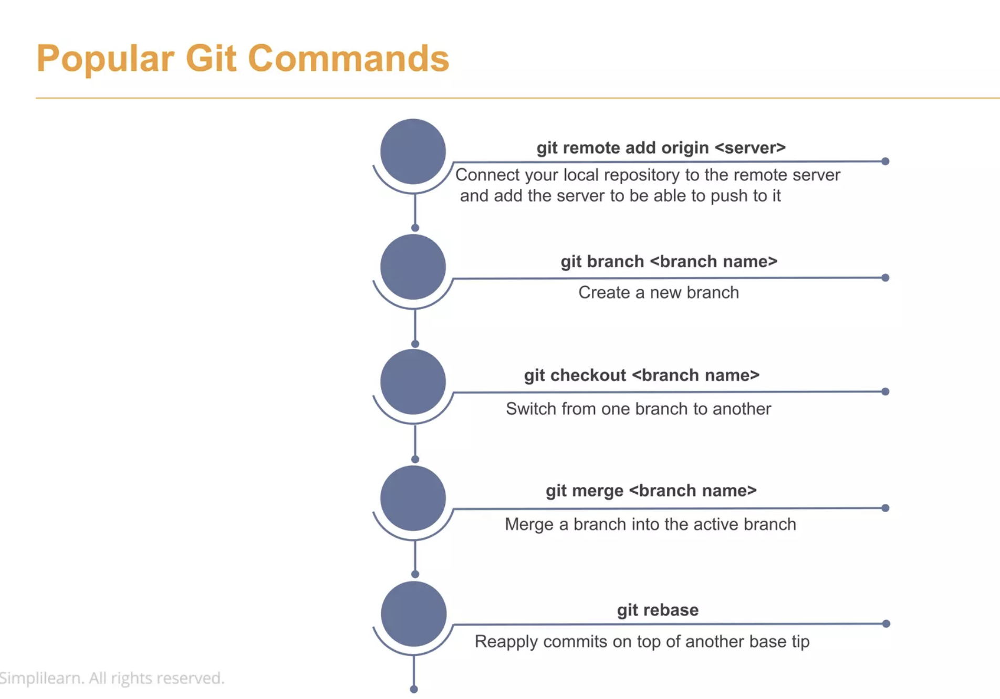 Popular Git Commands
git remote add origin <server>
Connect your local repository to the remote server
and add the server to be able to push to it
git branch <branch name>
Create a new branch
git checkout <branch name>
Switch from one branch to another
git merge <branch name>
Merge a branch into the active branch
git rebase
Reapply commits on top of another base tip
Simplilearn. All rights reserved.